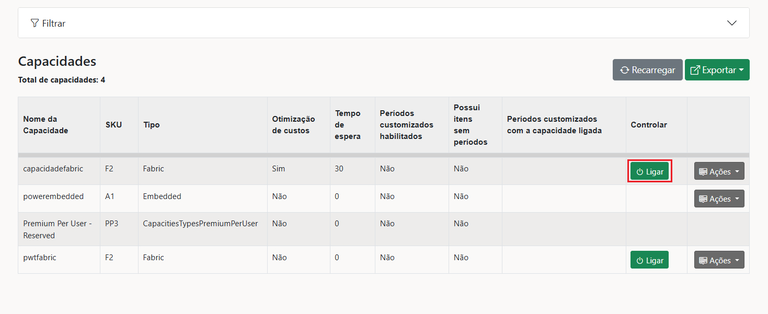 Filtrar
Capacidades
Total de capacidades: 4
Recarregar
Exportar
Nome da Capacidade SKU Tipo Otimização de custos Tempo de espera Períodos customizados habilitados Possui itens sem períodos Períodos customizados com a capacidade ligada Controlar
capacidadefabric F2 Fabric Sim 30 Não Não Ligar Ações
powerembedded A1 Embedded Não 0 Não Não Ações
Premium Per User - Reserved PP3 CapacitiesTypesPremiumPerUser Não 0 Não Não
pwtfabric F2 Fabric Não 0 Não Não Ligar Ações